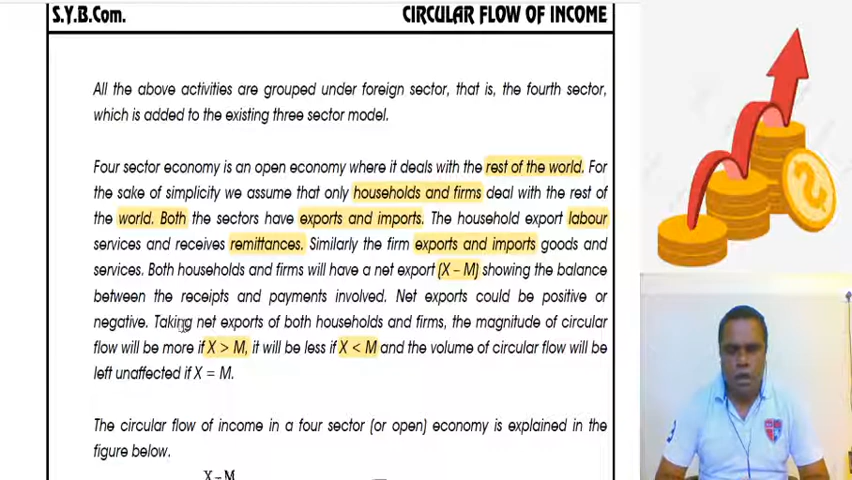 S.Y.B.Com.
CIRCULAR FLOW OF INCOME
All the above activities are grouped under foreign sector, that is, the fourth sector,
which is added to the existing three sector model.
Four sector economy is an open economy where it deals with the rest of the world. For
the sake of simplicity we assume that only households and firms deal with the rest of
the world. Both the sectors have exports and imports. The household export labour
services and receives remittances. Similarly the firm exports and imports goods and
services. Both households and firms will have a net export (X – M) showing the balance
between the receipts and payments involved. Net exports could be positive or
negative. Taking net exports of both households and firms, the magnitude of circular
flow will be more if X > M, it will be less if X < M and the volume of circular flow will be
left unaffected if X = M.
The circular flow of income in a four sector (or open) economy is explained in the
figure below.
X – M